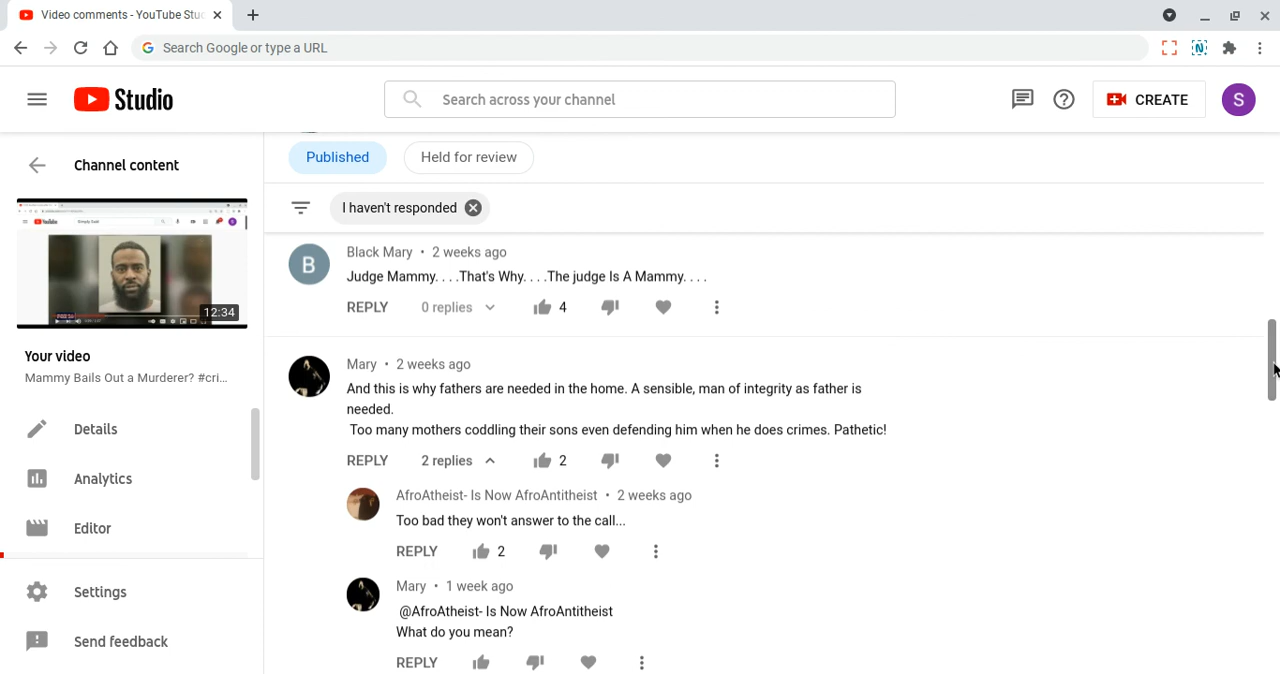 Video comments - YouTube Stu
Search Google or type a URL
Studio
Search across your channel
CREATE
S
Channel content
Published
Held for review
I haven't responded
12:34
Your video
Mammy Bails Out a Murderer? #cri...
Details
Analytics
Editor
Settings
Send feedback
B
Black Mary • 2 weeks ago
Judge Mammy. . . .That's Why. . . .The judge Is A Mammy. . . .
REPLY 0 replies 4
Mary • 2 weeks ago
And this is why fathers are needed in the home. A sensible, man of integrity as father is
needed.
Too many mothers coddling their sons even defending him when he does crimes. Pathetic!
REPLY 2 replies 2
AfroAtheist- Is Now AfroAntitheist • 2 weeks ago
Too bad they won't answer to the call...
REPLY 2
Mary • 1 week ago
@AfroAtheist- Is Now AfroAntitheist
What do you mean?
REPLY